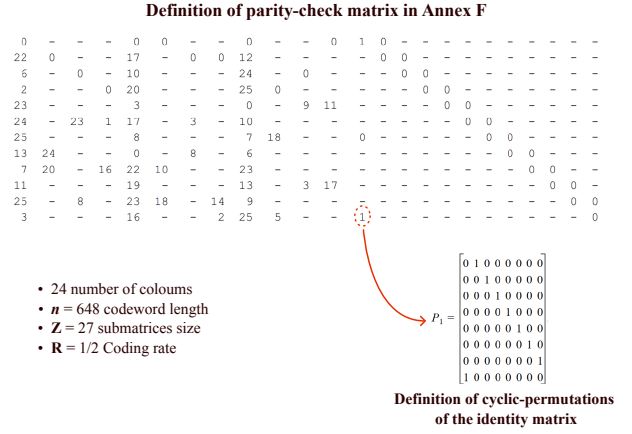 Definition of parity-check matrix in Annex F
0 – – – 0 0 – – 0 – – 0 1 0 – – – – – – – – – –
22 0 – – 17 – 0 0 12 – – – – 0 0 – – – – – – – – –
6 – 0 – 10 – – – 24 – 0 – – – 0 0 – – – – – – – –
2 – – 0 20 – – – 25 0 – – – – – 0 0 – – – – – – –
23 – – – 3 – – – 0 – 9 11 – – – – 0 0 – – – – – –
24 – 23 1 17 – 3 – 10 – – – – – – – – 0 0 – – – – –
25 – – – 8 – – – 7 18 – – 0 – – – – – 0 0 – – – –
13 24 – – 0 – 8 – 6 – – – – – – – – – – 0 0 – – –
7 20 – 16 22 10 – – 23 – – – – – – – – – – – 0 0 – –
11 – – – 19 – – – 13 – 3 17 – – – – – – – – – 0 0 –
25 – 8 – 23 18 – 14 9 – – – – – – – – – – – – – 0 0
3 – – – 16 – – 2 25 5 – – 1 – – – – – – – – – – 0
• 24 number of coloums
• n = 648 codeword length
• Z = 27 submatrices size
• R = 1/2 Coding rate
0 1 0 0 0 0 0 0
0 0 1 0 0 0 0 0
0 0 0 1 0 0 0 0
P1 = 0 0 0 0 1 0 0 0
0 0 0 0 0 1 0 0
0 0 0 0 0 0 1 0
0 0 0 0 0 0 0 1
1 0 0 0 0 0 0 0
Definition of cyclic-permutations
of the identity matrix